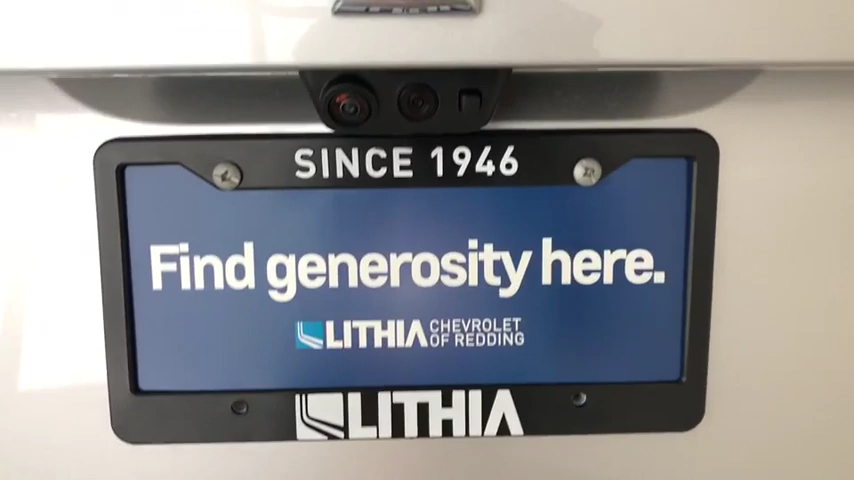 SINCE 1946
Find generosity here.
LITHIA CHEVROLET
OF REDDING
LITHIA